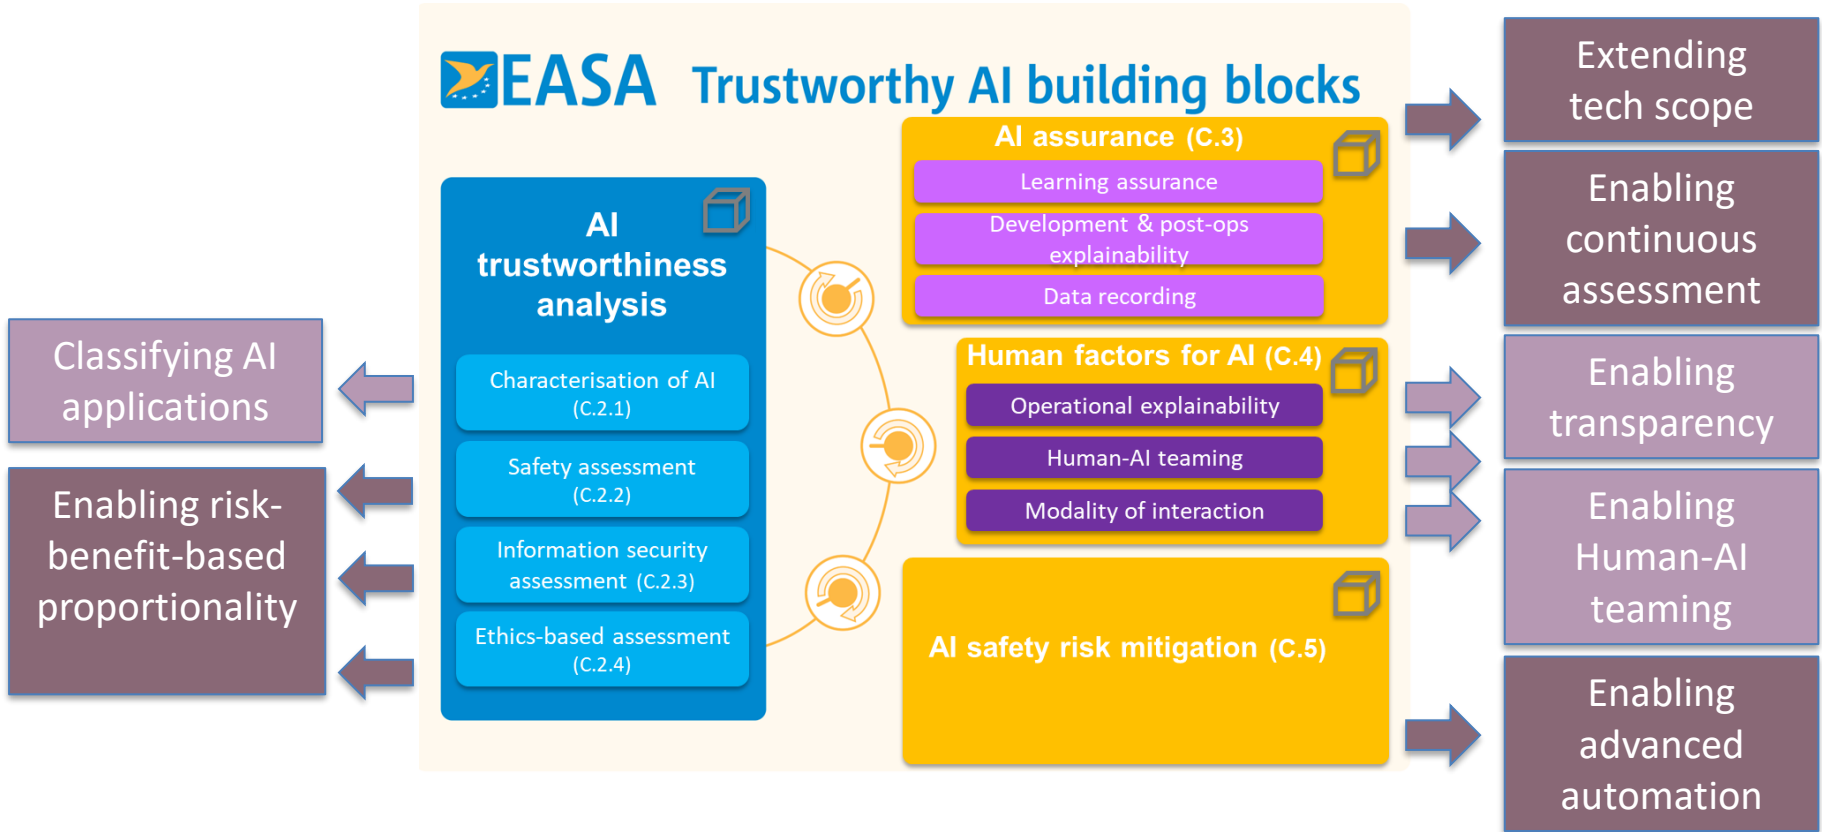 EASA Trustworthy AI building blocks
Classifying AI
applications
Enabling risk-
benefit-based
proportionality
AI
trustworthiness
analysis
Characterisation of AI
(C.2.1)
Safety assessment
(C.2.2)
Information security
assessment (C.2.3)
Ethics-based assessment
(C.2.4)
AI assurance (C.3)
Learning assurance
Development & post-ops
explainability
Data recording
Human factors for AI (C.4)
Operational explainability
Human-AI teaming
Modality of interaction
AI safety risk mitigation (C.5)
Extending
tech scope
Enabling
continuous
assessment
Enabling
transparency
Enabling
Human-AI
teaming
Enabling
advanced
automation